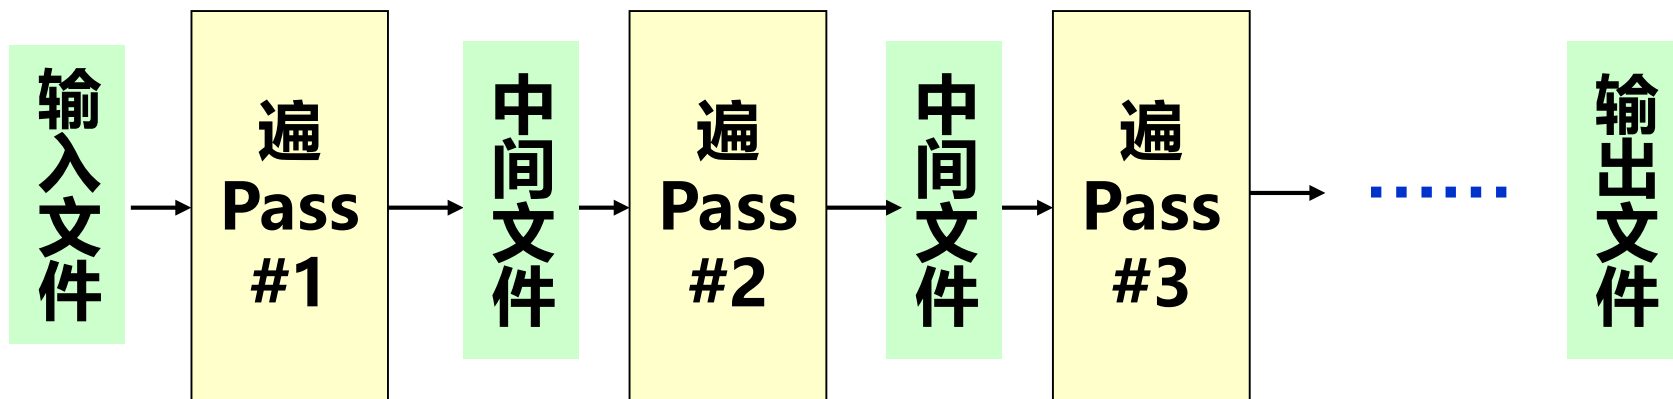 输入文件
遍
Pass
#1
中间文件
遍
Pass
#2
中间文件
遍
Pass
#3
......
输出文件